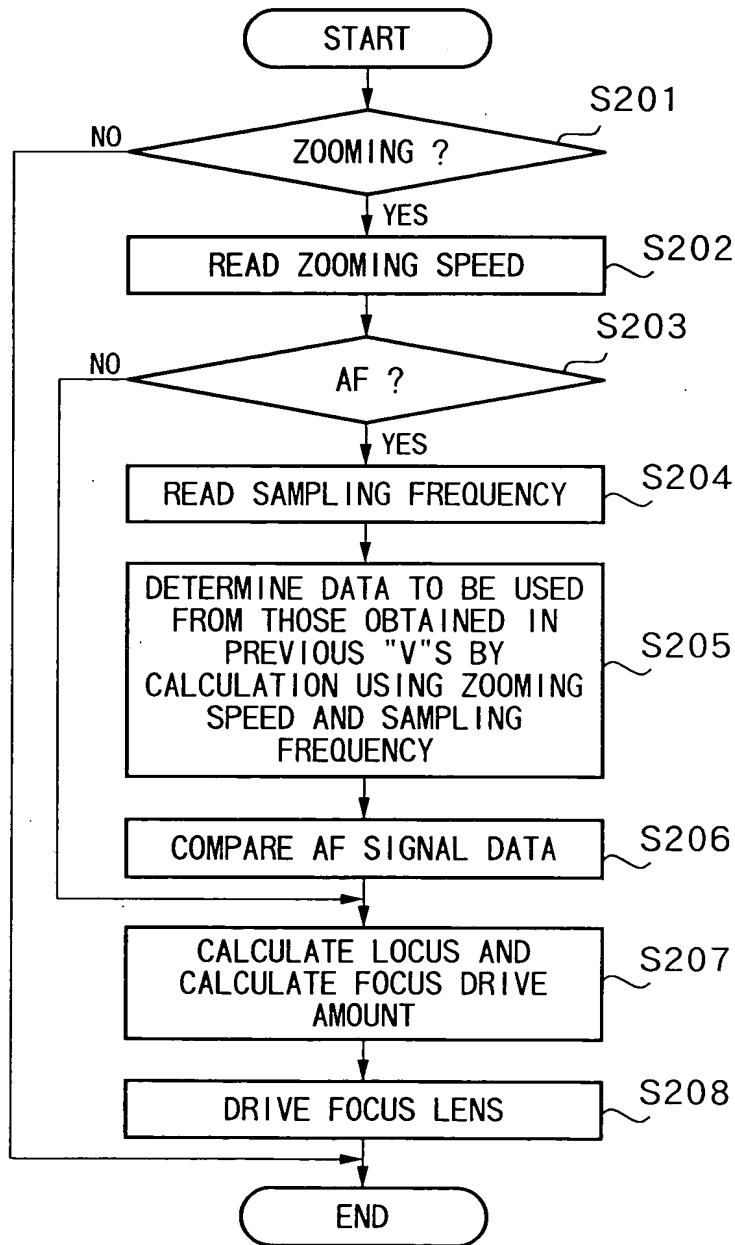 START
S201
NO
ZOOMING ?
YES
READ ZOOMING SPEED
S202
S203
NO
AF ?
YES
READ SAMPLING FREQUENCY
S204
DETERMINE DATA TO BE USED
FROM THOSE OBTAINED IN
PREVIOUS "V"S BY
CALCULATION USING ZOOMING
SPEED AND SAMPLING
FREQUENCY
S205
COMPARE AF SIGNAL DATA
S206
CALCULATE LOCUS AND
CALCULATE FOCUS DRIVE
AMOUNT
S207
DRIVE FOCUS LENS
S208
END